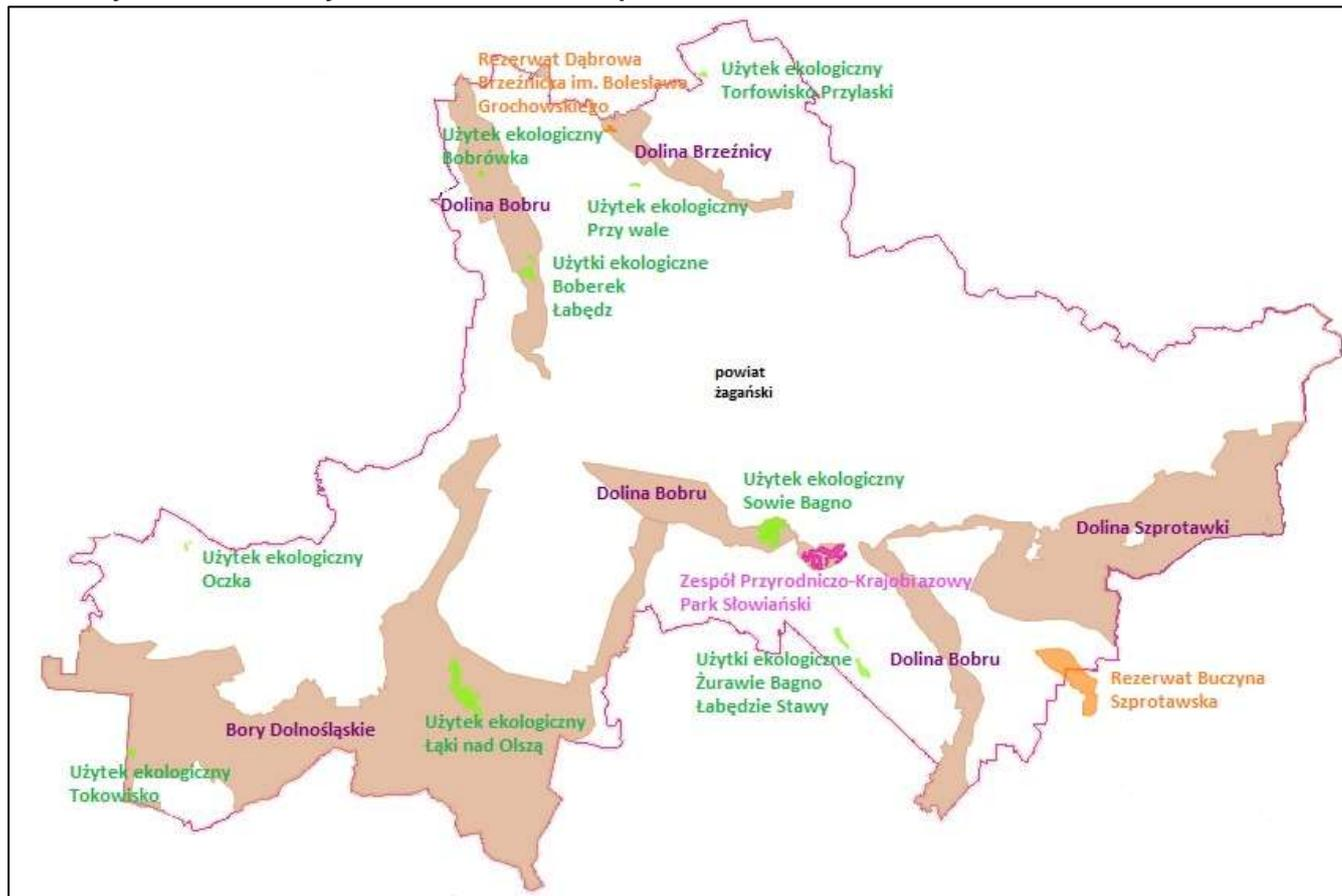 Rezerwat Dąbrowa
Brzeźnicka im. Bolesława
Grochowskiego
Użytek ekologiczny
Torfowisko Przylaski
Użytek ekologiczny
Bobrówka
Dolina Brzeźnicy
Dolina Bobru
Użytek ekologiczny
Przy wale
Użytki ekologiczne
Boberek
Łabędz
powiat
żagański
Dolina Bobru
Użytek ekologiczny
Sowie Bagno
Dolina Szprotawki
Użytek ekologiczny
Oczka
Zespół Przyrodniczo-Krajobrazowy
Park Słowiański
Użytki ekologiczne
Żurawie Bagno
Łabędzie Stawy
Dolina Bobru
Rezerwat Buczyna
Szprotawska
Bory Dolnośląskie
Użytek ekologiczny
Łąki nad Olszą
Użytek ekologiczny
Tokowisko